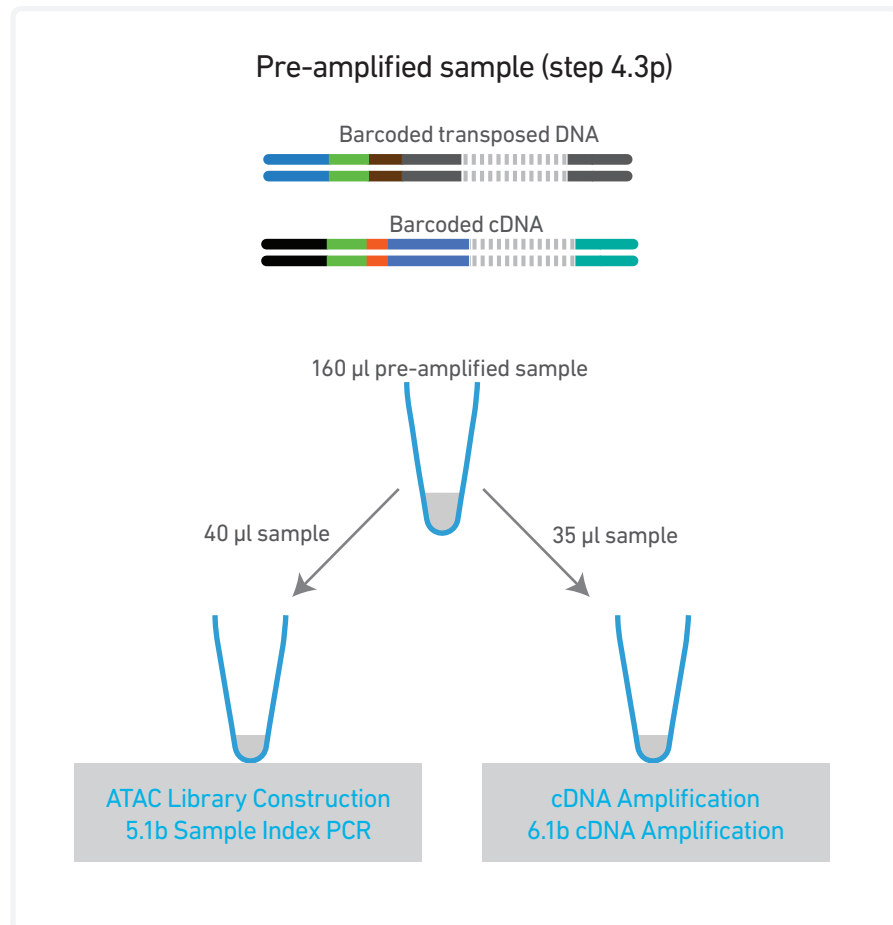 Pre-amplified sample (step 4.3p)
Barcoded transposed DNA
Barcoded cDNA
160 µl pre-amplified sample
40 µl sample
35 µl sample
ATAC Library Construction
5.1b Sample Index PCR
cDNA Amplification
6.1b cDNA Amplification